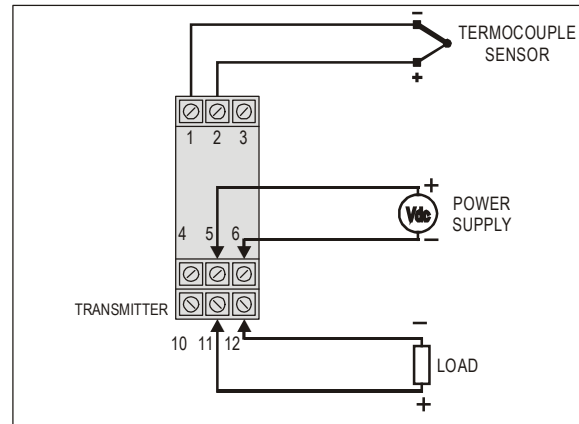 –
TERMOCOUPLE
SENSOR
+
1 2 3
+
Vdc
POWER
SUPPLY
–
4 5 6
TRANSMITTER
10 11 12
–
LOAD
+